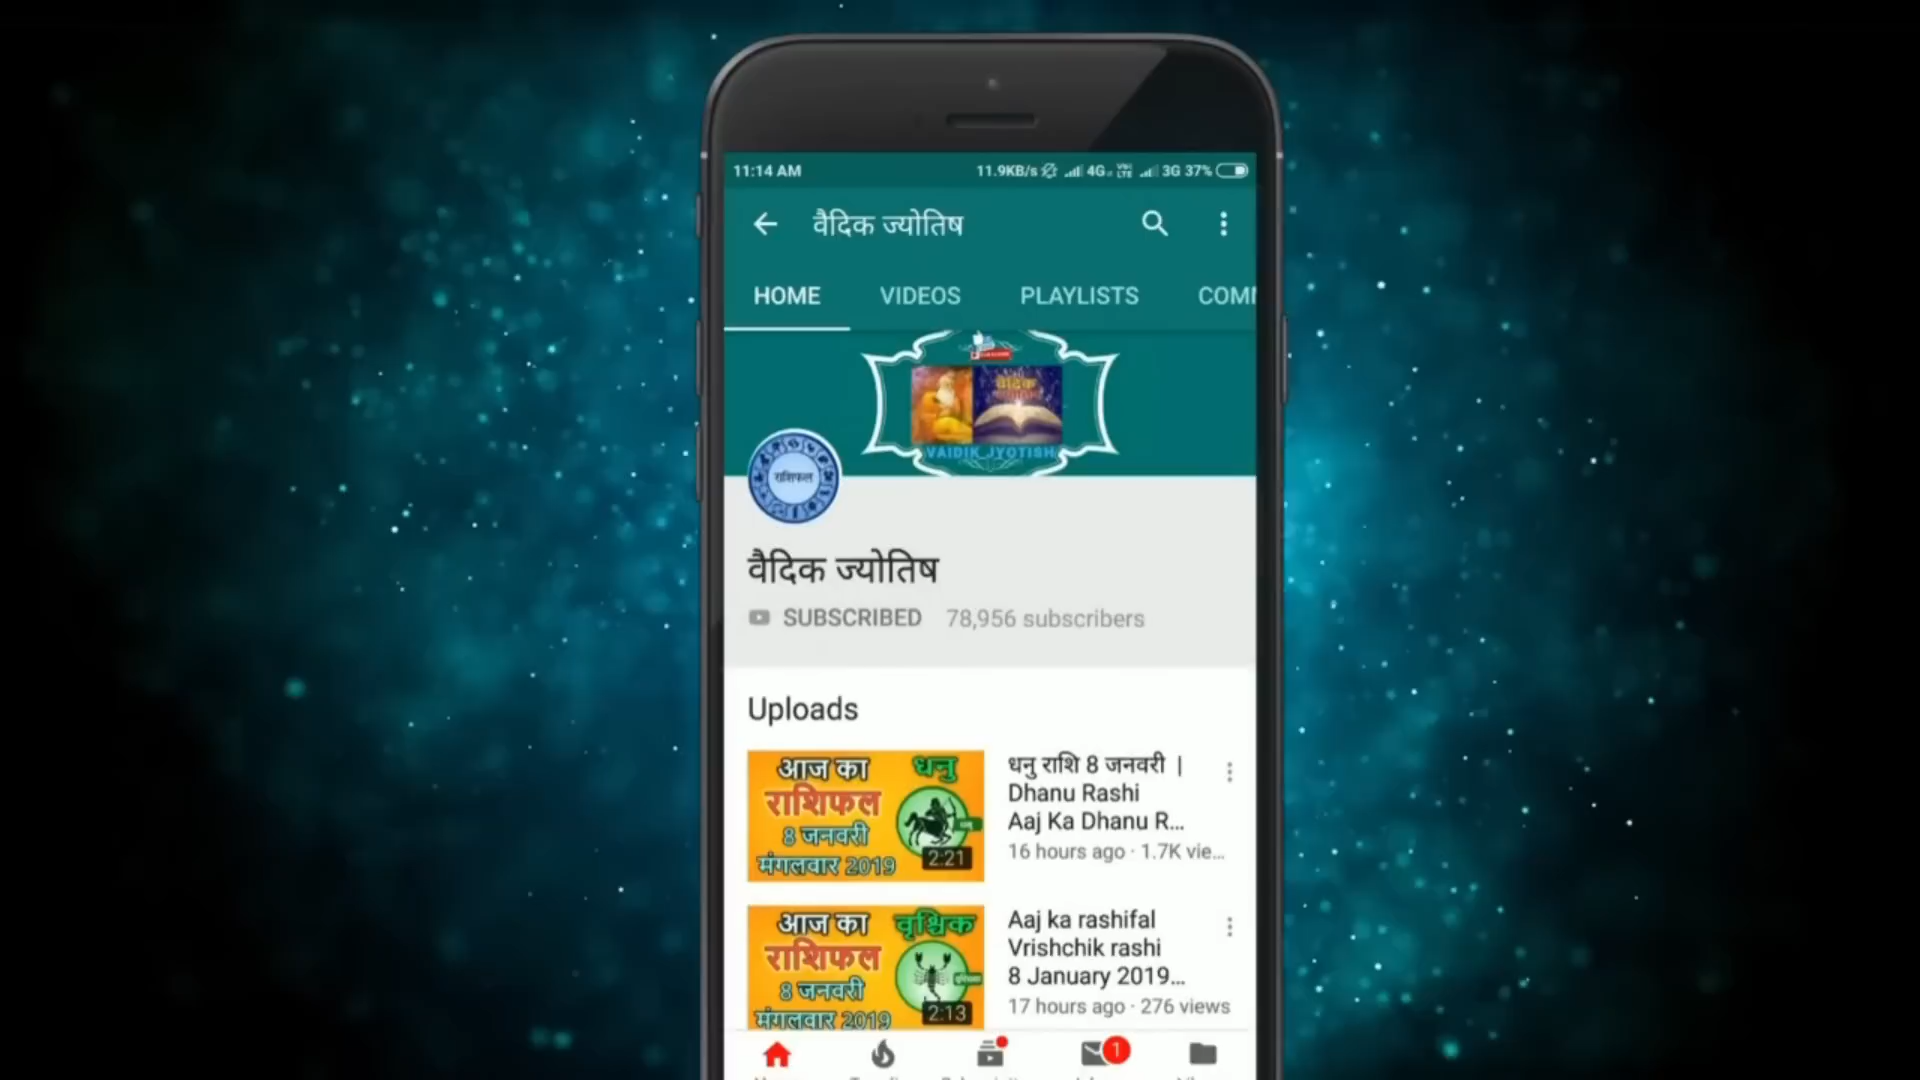 11:14 AM 11.9KB/s 4G VoLTE 3G 37%
वैदिक ज्योतिष
HOME VIDEOS PLAYLISTS COMM
वैदिक
VAIDIK JYOTISH
राशिफल
वैदिक ज्योतिष
SUBSCRIBED 78,956 subscribers
Uploads
आज का धनु
राशिफल
8 जनवरी
मंगलवार 2019
2:21
धनु राशि 8 जनवरी |
Dhanu Rashi
Aaj Ka Dhanu R...
16 hours ago · 1.7K vie...
आज का वृश्चिक
राशिफल
8 जनवरी
मंगलवार 2019
2:13
Aaj ka rashifal
Vrishchik rashi
8 January 2019...
17 hours ago · 276 views
1